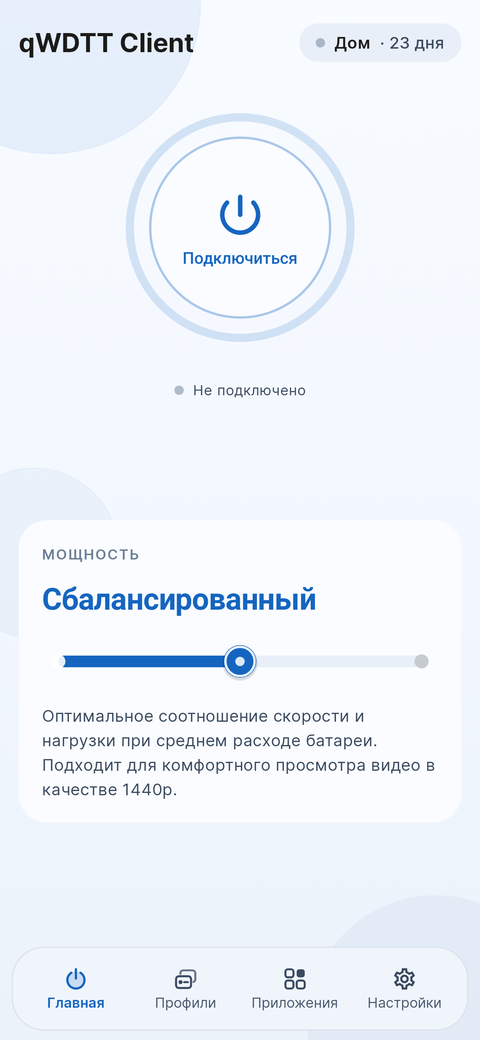 qWDTT Client
Дом · 23 дня
Подключиться
Не подключено
МОЩНОСТЬ
Сбалансированный
Оптимальное соотношение скорости и
нагрузки при среднем расходе батареи.
Подходит для комфортного просмотра видео в
качестве 1440p.
Главная
Профили
Приложения
Настройки